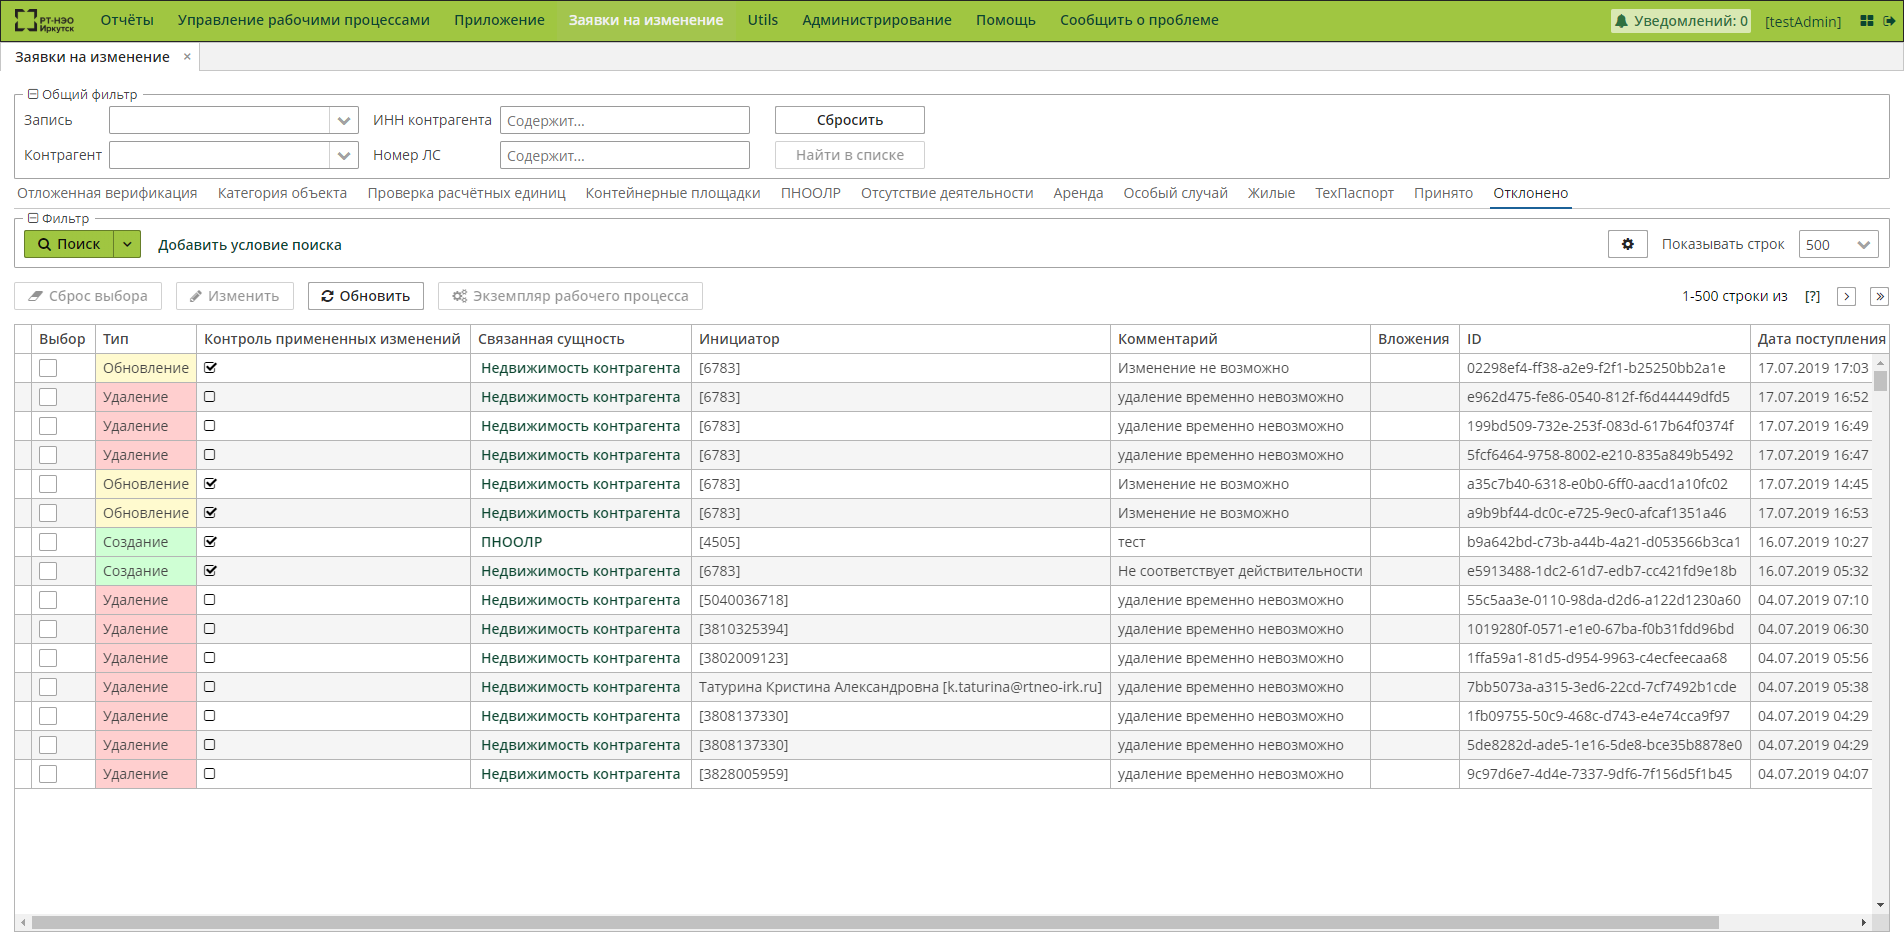 РТ-НЭО Иркутск Отчёты Управление рабочими процессами Приложение Заявки на изменение Utils Администрирование Помощь Сообщить о проблеме Уведомлений: 0 [testAdmin]
Заявки на изменение ×
Общий фильтр
Запись ИНН контрагента Содержит... Сбросить
Контрагент Номер ЛС Содержит... Найти в списке
Отложенная верификация Категория объекта Проверка расчётных единиц Контейнерные площадки ПНООЛР Отсутствие деятельности Аренда Особый случай Жилые ТехПаспорт Принято Отклонено
Фильтр
Поиск Добавить условие поиска Показывать строк 500
Сброс выбора Изменить Обновить Экземпляр рабочего процесса 1-500 строки из [?]
Выбор Тип Контроль примененных изменений Связанная сущность Инициатор Комментарий Вложения ID Дата поступления
Обновление Недвижимость контрагента [6783] Изменение не возможно 02298ef4-ff38-a2e9-f2f1-b25250bb2a1e 17.07.2019 17:03
Удаление Недвижимость контрагента [6783] удаление временно невозможно e962d475-fe86-0540-812f-f6d44449dfd5 17.07.2019 16:52
Удаление Недвижимость контрагента [6783] удаление временно невозможно 199bd509-732e-253f-083d-617b64f0374f 17.07.2019 16:49
Удаление Недвижимость контрагента [6783] удаление временно невозможно 5fcf6464-9758-8002-e210-835a849b5492 17.07.2019 16:47
Обновление Недвижимость контрагента [6783] Изменение не возможно a35c7b40-6318-e0b0-6ff0-aacd1a10fc02 17.07.2019 14:45
Обновление Недвижимость контрагента [6783] Изменение не возможно a9b9bf44-dc0c-e725-9ec0-afcaf1351a46 17.07.2019 16:53
Создание ПНООЛР [4505] тест b9a642bd-c73b-a44b-4a21-d053566b3ca1 16.07.2019 10:27
Создание Недвижимость контрагента [6783] Не соответствует действительности e5913488-1dc2-61d7-edb7-cc421fd9e18b 16.07.2019 05:32
Удаление Недвижимость контрагента [5040036718] удаление временно невозможно 55c5aa3e-0110-98da-d2d6-a122d1230a60 04.07.2019 07:10
Удаление Недвижимость контрагента [3810325394] удаление временно невозможно 1019280f-0571-e1e0-67ba-f0b31fdd96bd 04.07.2019 06:30
Удаление Недвижимость контрагента [3802009123] удаление временно невозможно 1ffa59a1-81d5-d954-9963-c4ecfeecaa68 04.07.2019 05:56
Удаление Недвижимость контрагента Татурина Кристина Александровна [k.taturina@rtneo-irk.ru] удаление временно невозможно 7bb5073a-a315-3ed6-22cd-7cf7492b1cde 04.07.2019 05:38
Удаление Недвижимость контрагента [3808137330] удаление временно невозможно 1fb09755-50c9-468c-d743-e4e74cca9f97 04.07.2019 04:29
Удаление Недвижимость контрагента [3808137330] удаление временно невозможно 5de8282d-ade5-1e16-5de8-bce35b8878e0 04.07.2019 04:29
Удаление Недвижимость контрагента [3828005959] удаление временно невозможно 9c97d6e7-4d4e-7337-9df6-7f156d5f1b45 04.07.2019 04:07